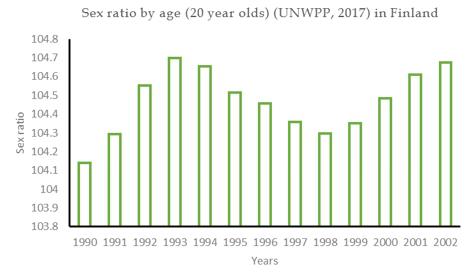 Sex ratio by age (20 year olds) (UNWPP, 2017) in Finland
104.8
104.7
104.6
104.5
104.4
104.3
104.2
104.1
104
103.9
103.8
Sex ratio
1990 1991 1992 1993 1994 1995 1996 1997 1998 1999 2000 2001 2002
Years